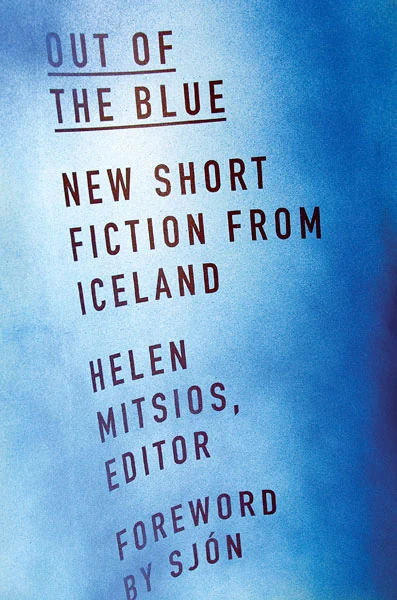 OUT OF
THE BLUE
NEW SHORT
FICTION FROM
ICELAND
HELEN
MITSIOS,
EDITOR
FOREWORD
BY SJÓN